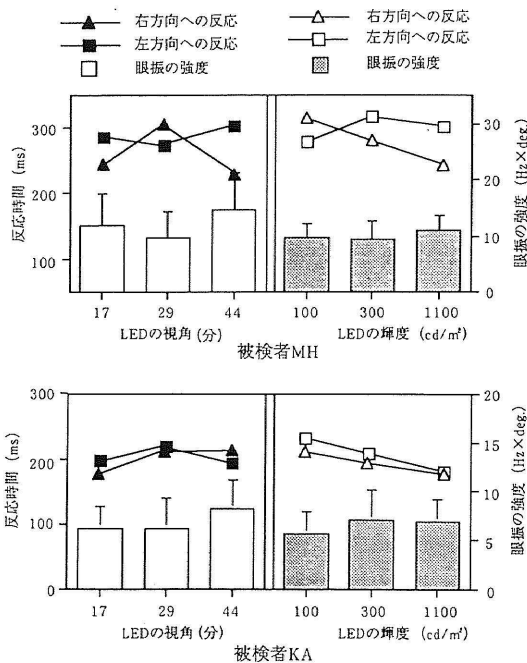 右方向への反応
左方向への反応
眼振の強度
右方向への反応
左方向への反応
眼振の強度
反応時間 (ms)
300
200
100
30
20
10
0
眼振の強度 (Hz×deg.)
17 29 44
100 300 1100
LEDの視角(分)
LEDの輝度 (cd/㎡)
被検者MH
反応時間 (ms)
300
200
100
0
20
15
10
5
0
眼振の強度 (Hz×deg.)
17 29 44
100 300 1100
LEDの視角(分)
LEDの輝度 (cd/㎡)
被検者KA